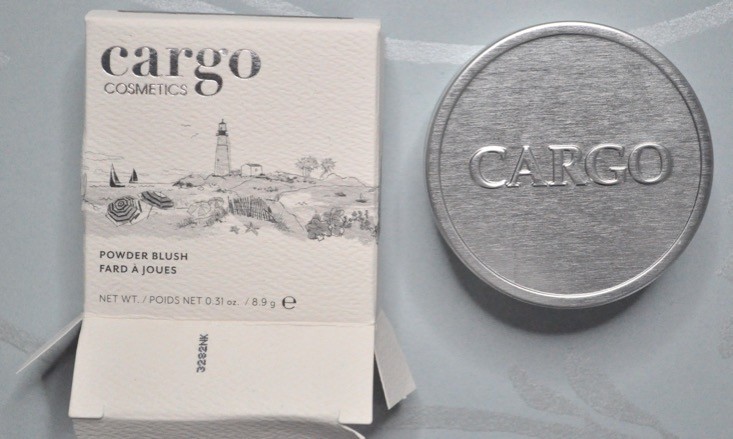 cargo
COSMETICS
POWDER BLUSH
FARD À JOUES
NET WT. / POIDS NET 0.31 oz. / 8.9 g e
3282NK
CARGO